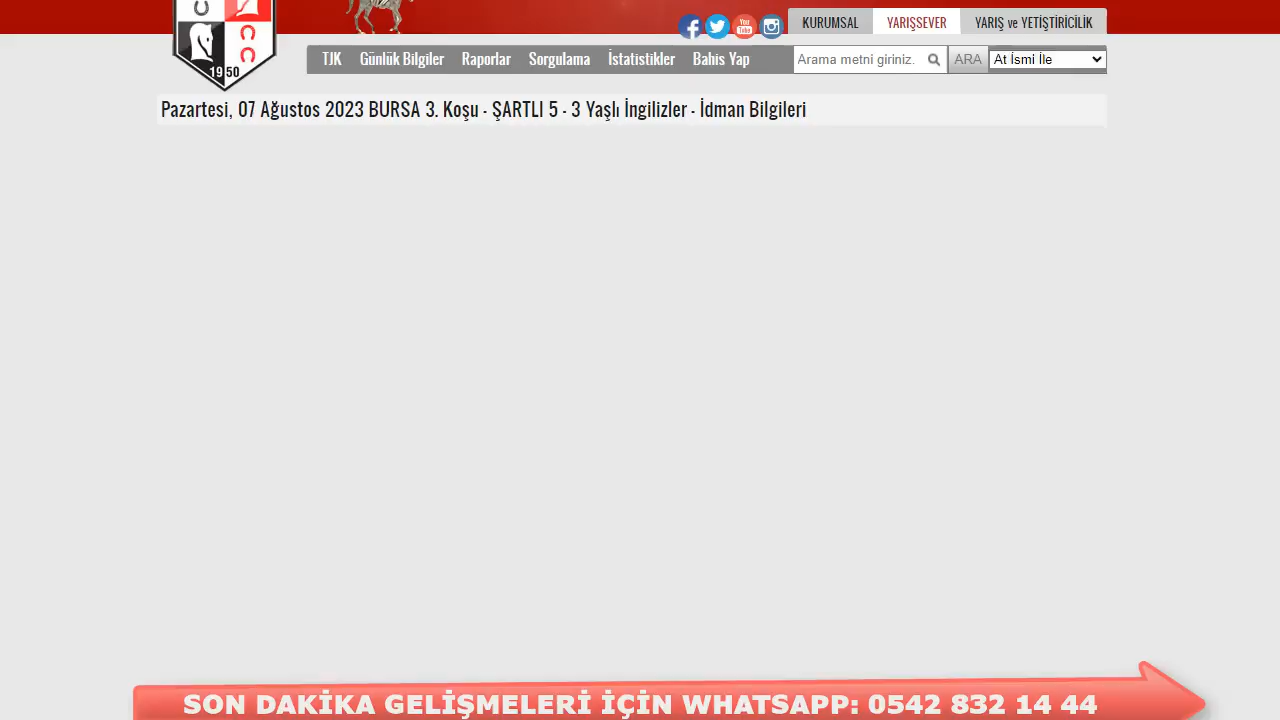 KURUMSAL YARIŞSEVER YARIŞ ve YETİŞTİRİCİLİK
You Tube
TJK Günlük Bilgiler Raporlar Sorgulama İstatistikler Bahis Yap Arama metni giriniz. ARA At İsmi İle
1950
Pazartesi, 07 Ağustos 2023 BURSA 3. Koşu - ŞARTLI 5 - 3 Yaşlı İngilizler - İdman Bilgileri
SON DAKİKA GELİŞMELERİ İÇİN WHATSAPP: 0542 832 14 44